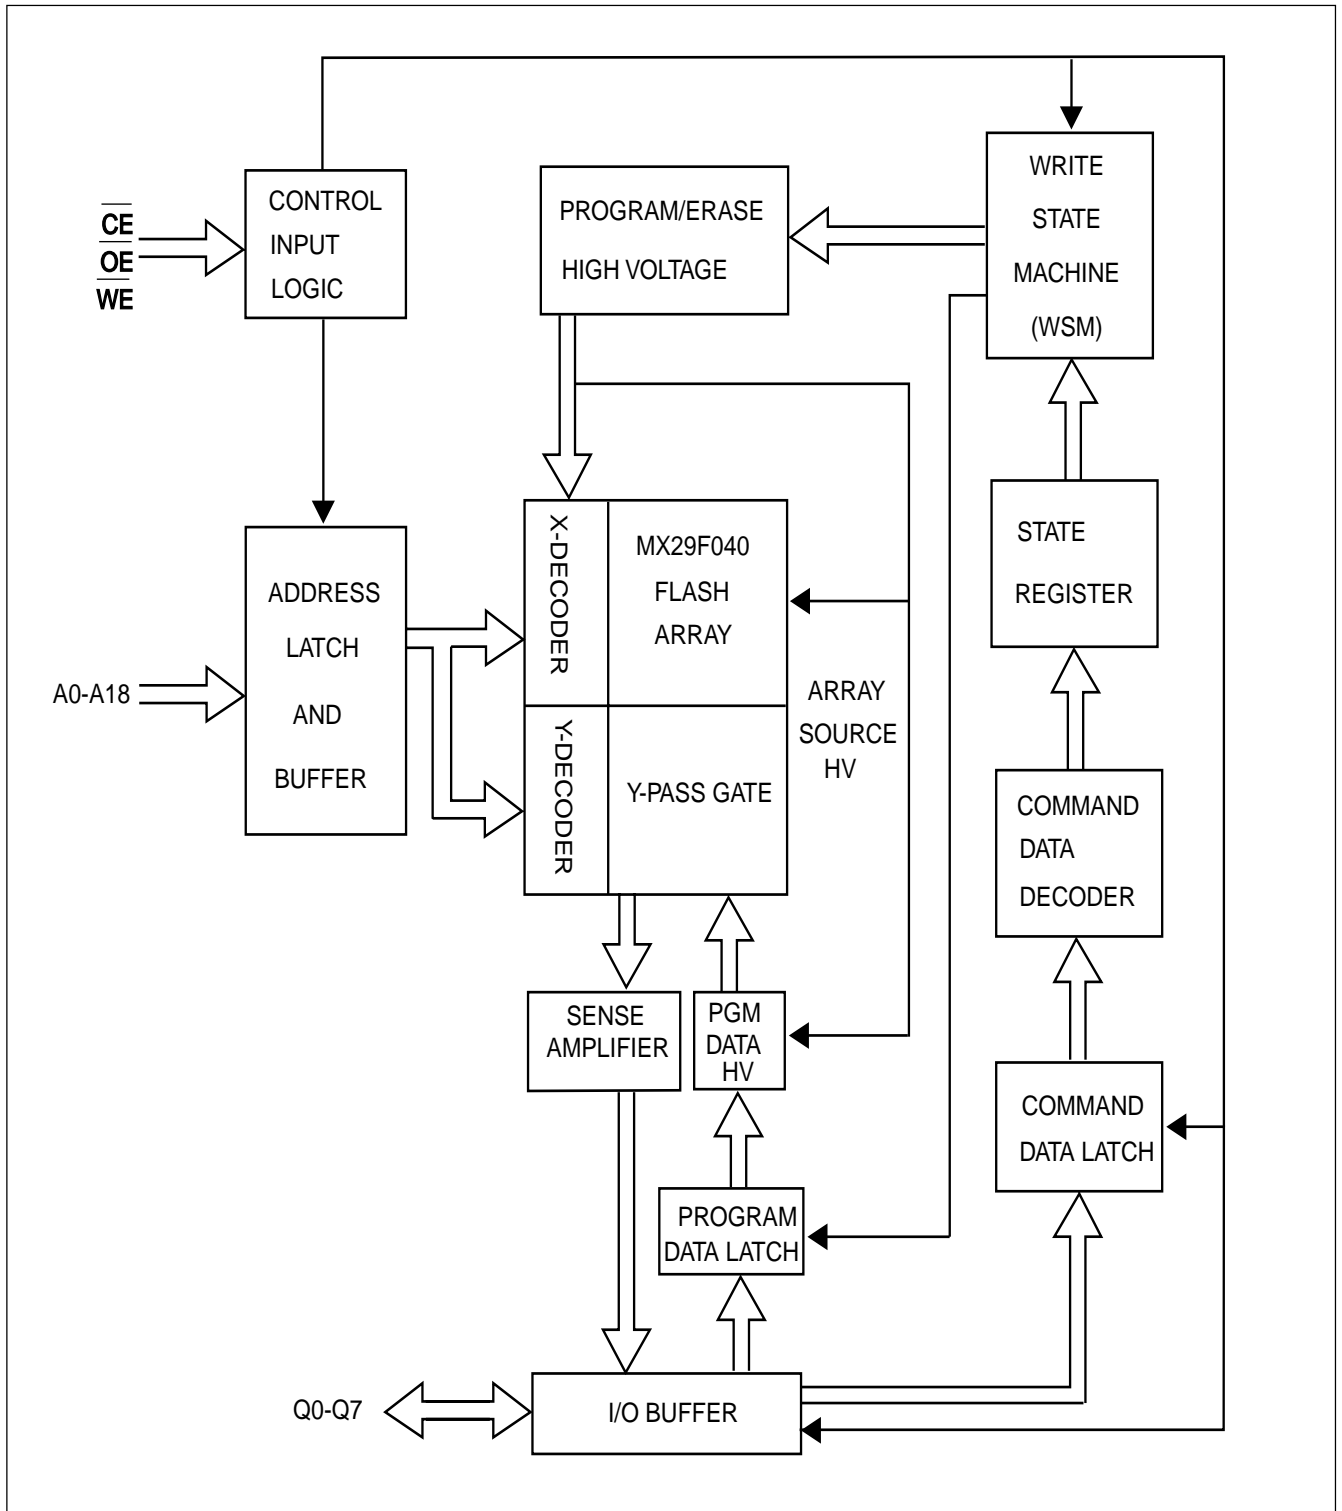 CE
OE
WE
CONTROL
INPUT
LOGIC
PROGRAM/ERASE
HIGH VOLTAGE
WRITE
STATE
MACHINE
(WSM)
A0-A18
ADDRESS
LATCH
AND
BUFFER
X-DECODER
MX29F040
FLASH
ARRAY
Y-DECODER
Y-PASS GATE
ARRAY
SOURCE
HV
STATE
REGISTER
COMMAND
DATA
DECODER
SENSE
AMPLIFIER
PGM
DATA
HV
COMMAND
DATA LATCH
PROGRAM
DATA LATCH
Q0-Q7
I/O BUFFER